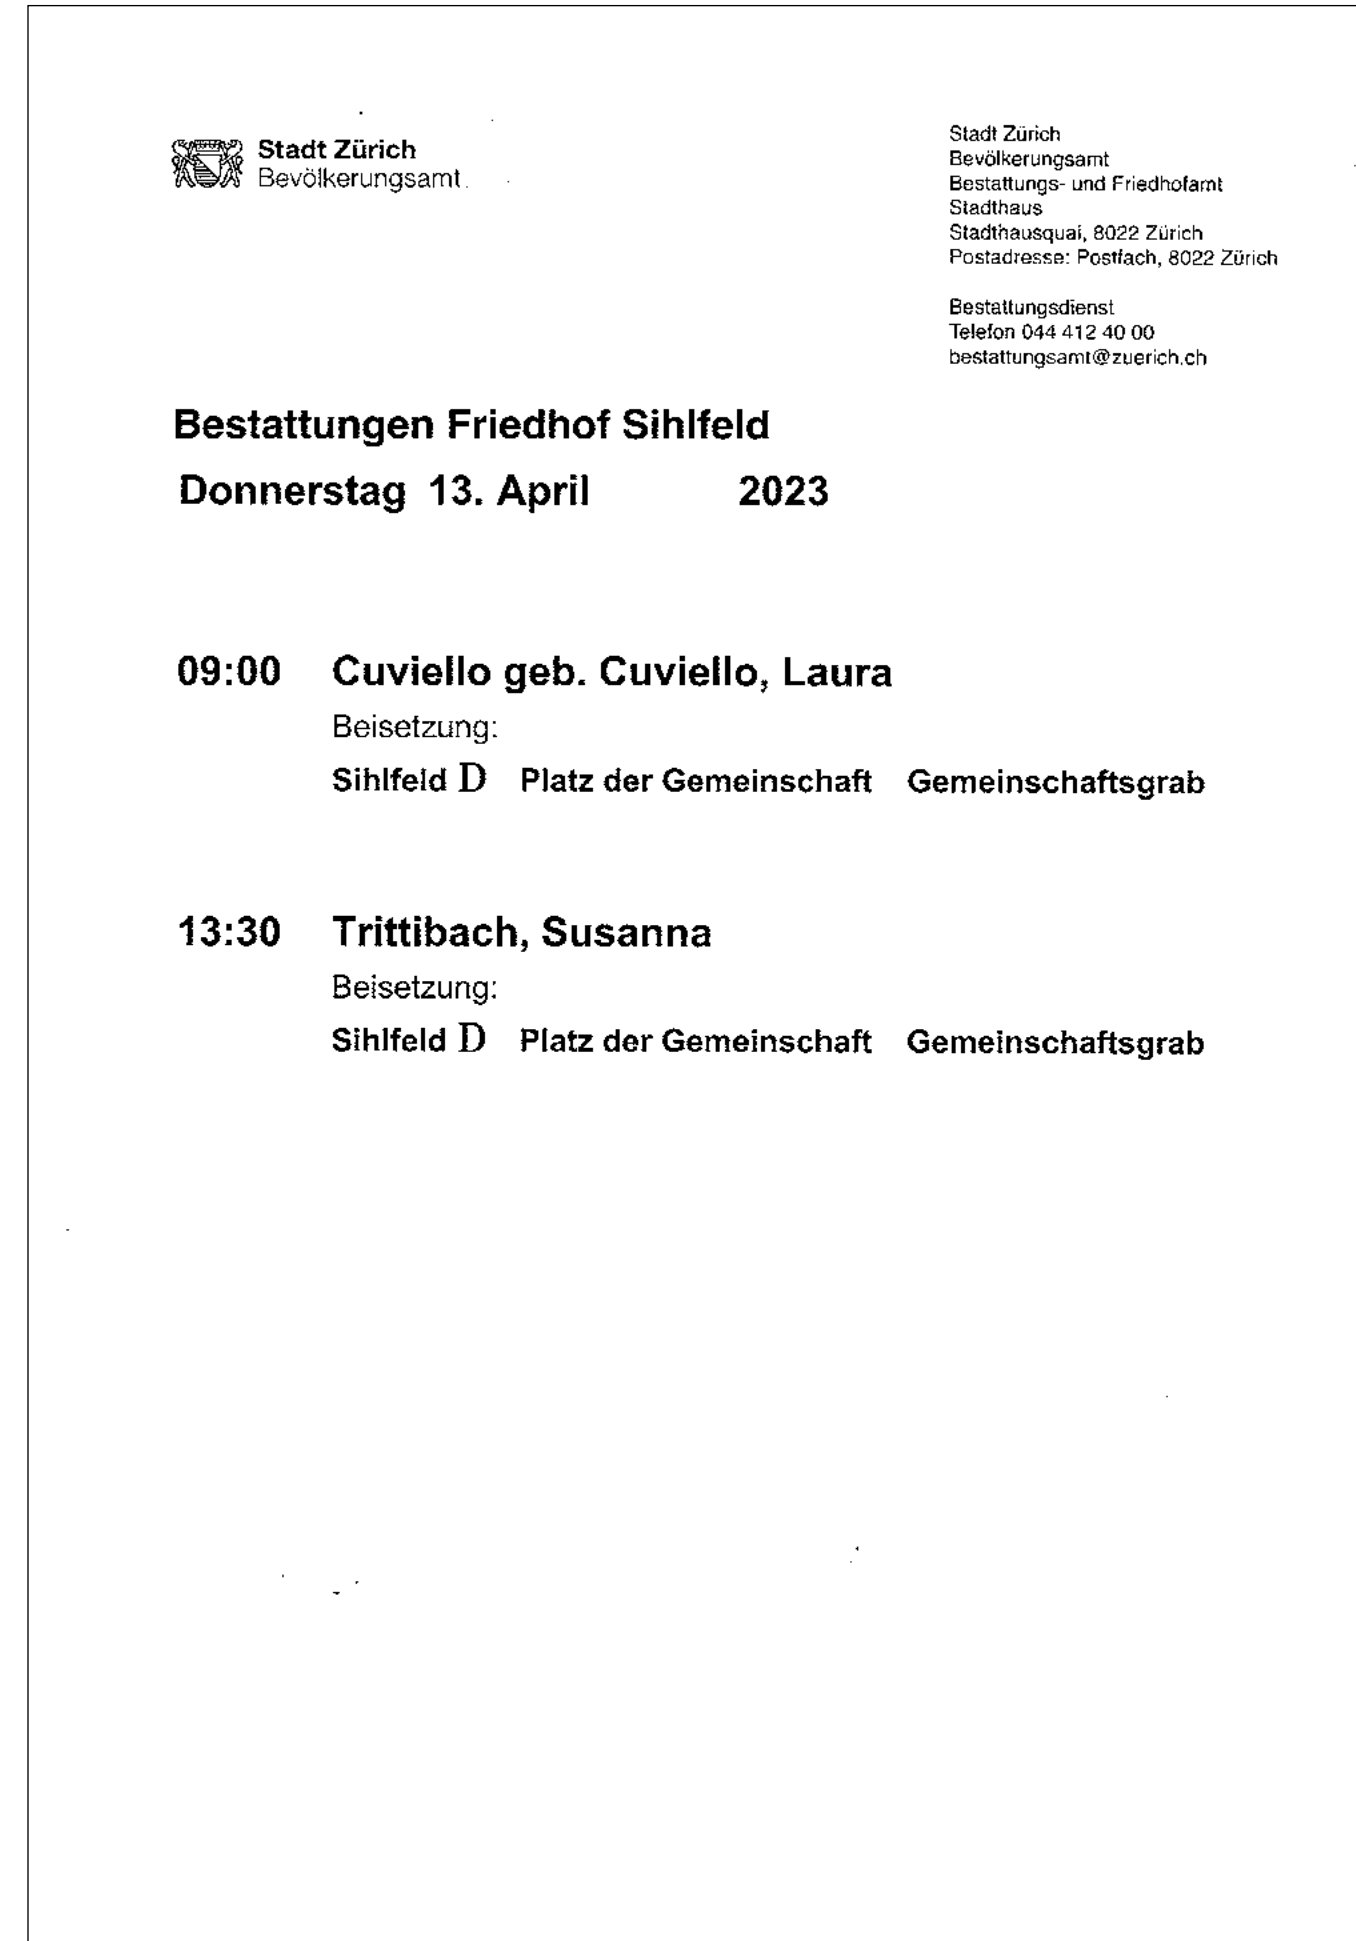 Stadt Zürich
Bevölkerungsamt
Stadt Zürich
Bevölkerungsamt
Bestattungs- und Friedhofamt
Stadthaus
Stadthausquai, 8022 Zürich
Postadresse: Postfach, 8022 Zürich
Bestattungsdienst
Telefon 044 412 40 00
bestattungsamt@zuerich.ch
Bestattungen Friedhof Sihlfeld
Donnerstag 13. April 2023
09:00 Cuviello geb. Cuviello, Laura
Beisetzung:
Sihlfeld D Platz der Gemeinschaft Gemeinschaftsgrab
13:30 Trittibach, Susanna
Beisetzung:
Sihlfeld D Platz der Gemeinschaft Gemeinschaftsgrab